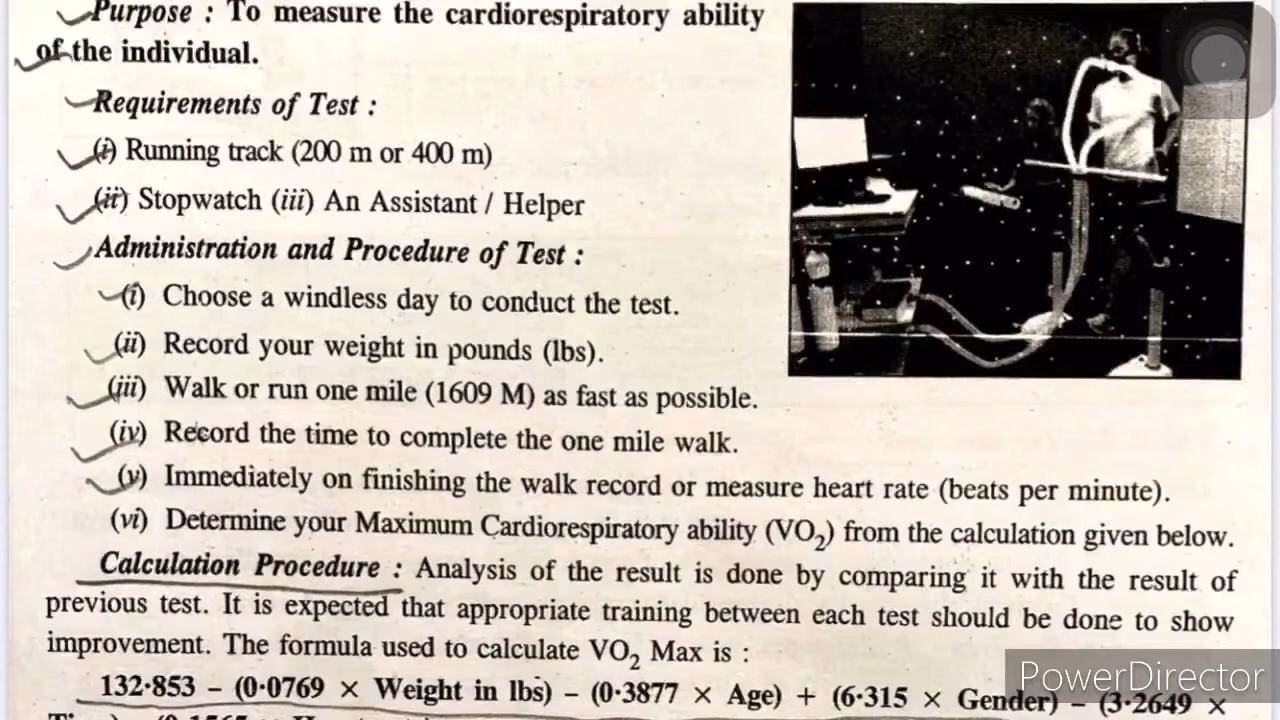 Purpose : To measure the cardiorespiratory ability
of the individual.
Requirements of Test :
(i) Running track (200 m or 400 m)
(ii) Stopwatch (iii) An Assistant / Helper
Administration and Procedure of Test :
(i) Choose a windless day to conduct the test.
(ii) Record your weight in pounds (lbs).
(iii) Walk or run one mile (1609 M) as fast as possible.
(iv) Record the time to complete the one mile walk.
(v) Immediately on finishing the walk record or measure heart rate (beats per minute).
(vi) Determine your Maximum Cardiorespiratory ability (VO₂) from the calculation given below.
Calculation Procedure : Analysis of the result is done by comparing it with the result of
previous test. It is expected that appropriate training between each test should be done to show
improvement. The formula used to calculate VO₂ Max is :
132·853 – (0·0769 × Weight in lbs) – (0·3877 × Age) + (6·315 × Gender) – (3·2649 ×
PowerDirector